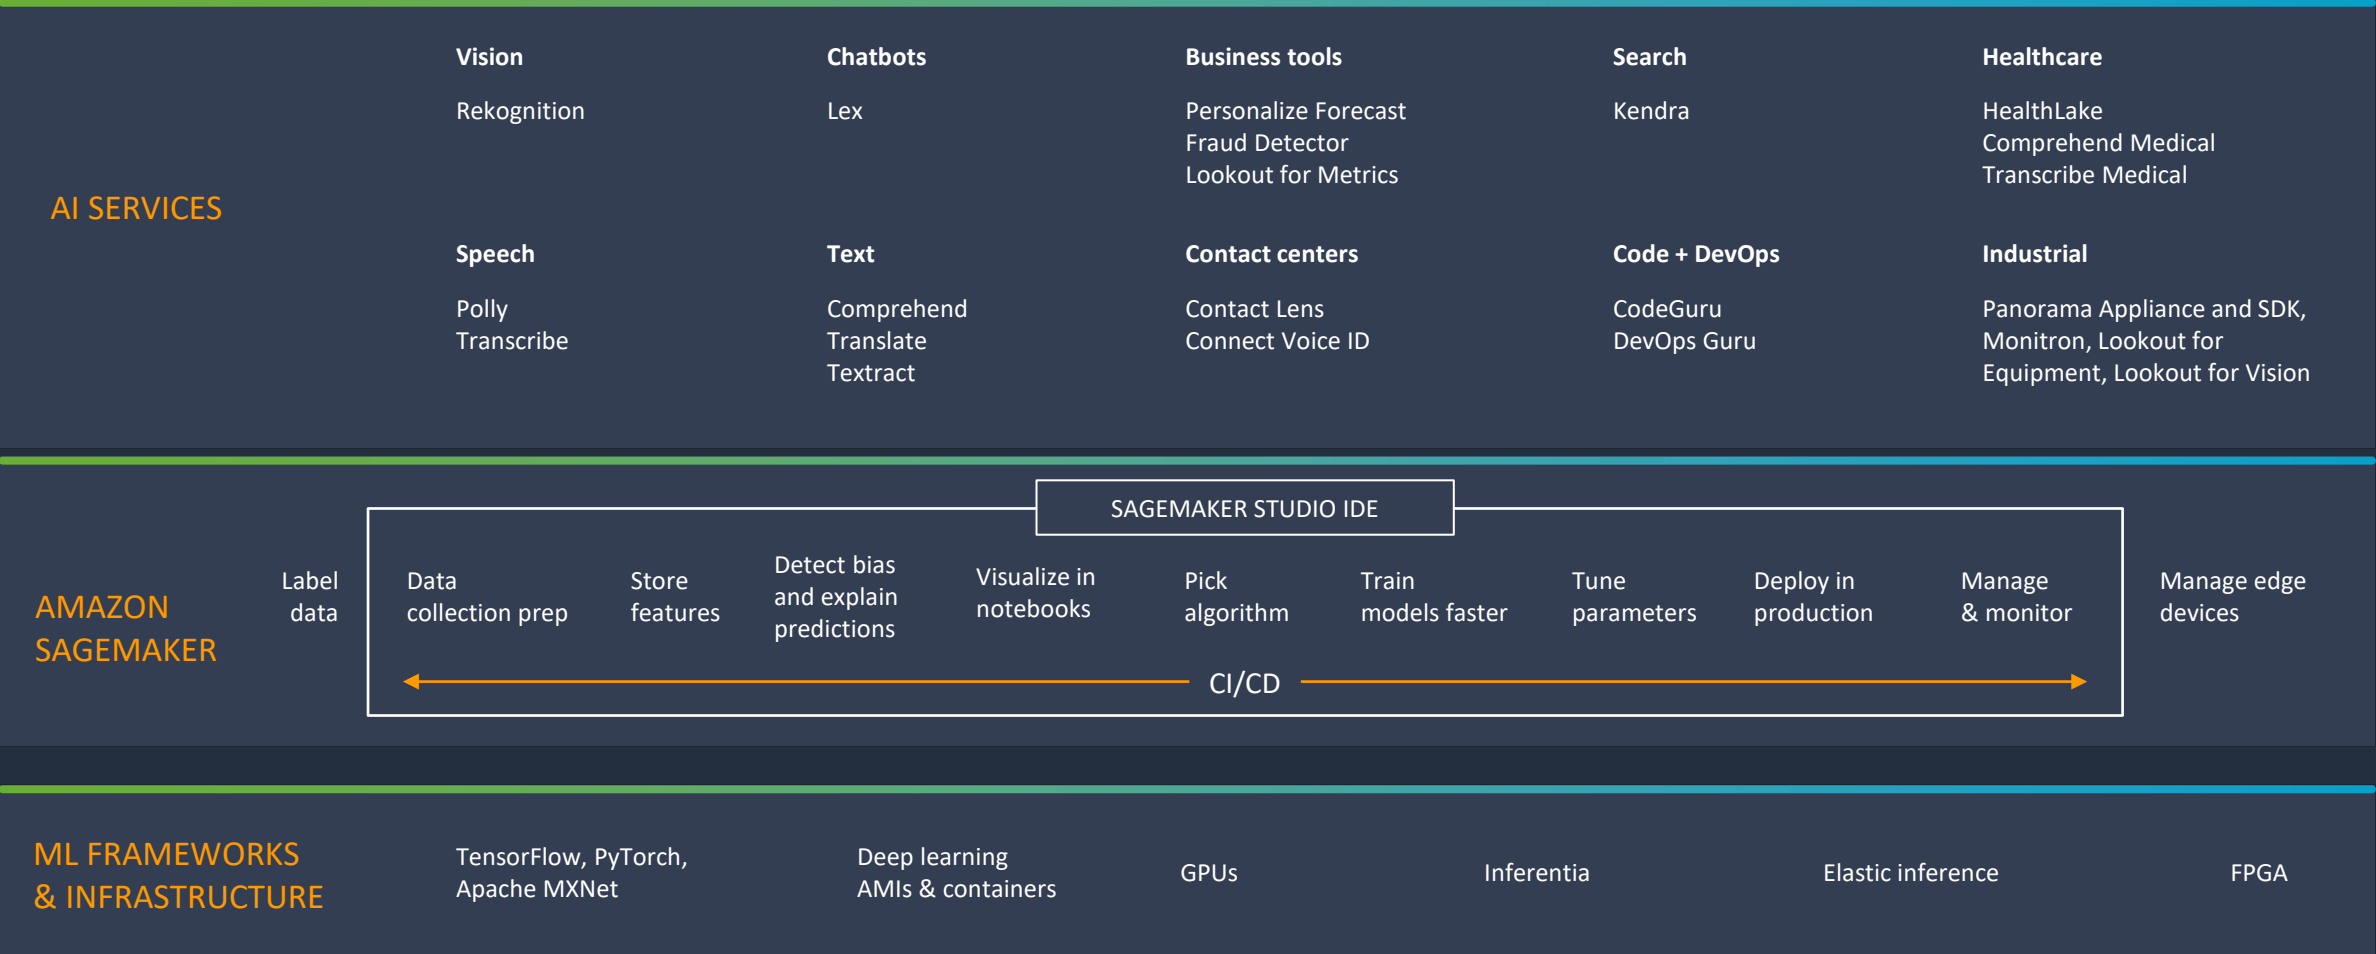 Vision
Rekognition
Chatbots
Lex
Business tools
Personalize Forecast
Fraud Detector
Lookout for Metrics
Search
Kendra
Healthcare
HealthLake
Comprehend Medical
Transcribe Medical
AI SERVICES
Speech
Polly
Transcribe
Text
Comprehend
Translate
Textract
Contact centers
Contact Lens
Connect Voice ID
Code + DevOps
CodeGuru
DevOps Guru
Industrial
Panorama Appliance and SDK,
Monitron, Lookout for
Equipment, Lookout for Vision
SAGEMAKER STUDIO IDE
AMAZON
SAGEMAKER
Label
data
Data
collection prep
Store
features
Detect bias
and explain
predictions
Visualize in
notebooks
Pick
algorithm
Train
models faster
Tune
parameters
Deploy in
production
Manage
& monitor
Manage edge
devices
CI/CD
ML FRAMEWORKS
& INFRASTRUCTURE
TensorFlow, PyTorch,
Apache MXNet
Deep learning
AMIs & containers
GPUs
Inferentia
Elastic inference
FPGA